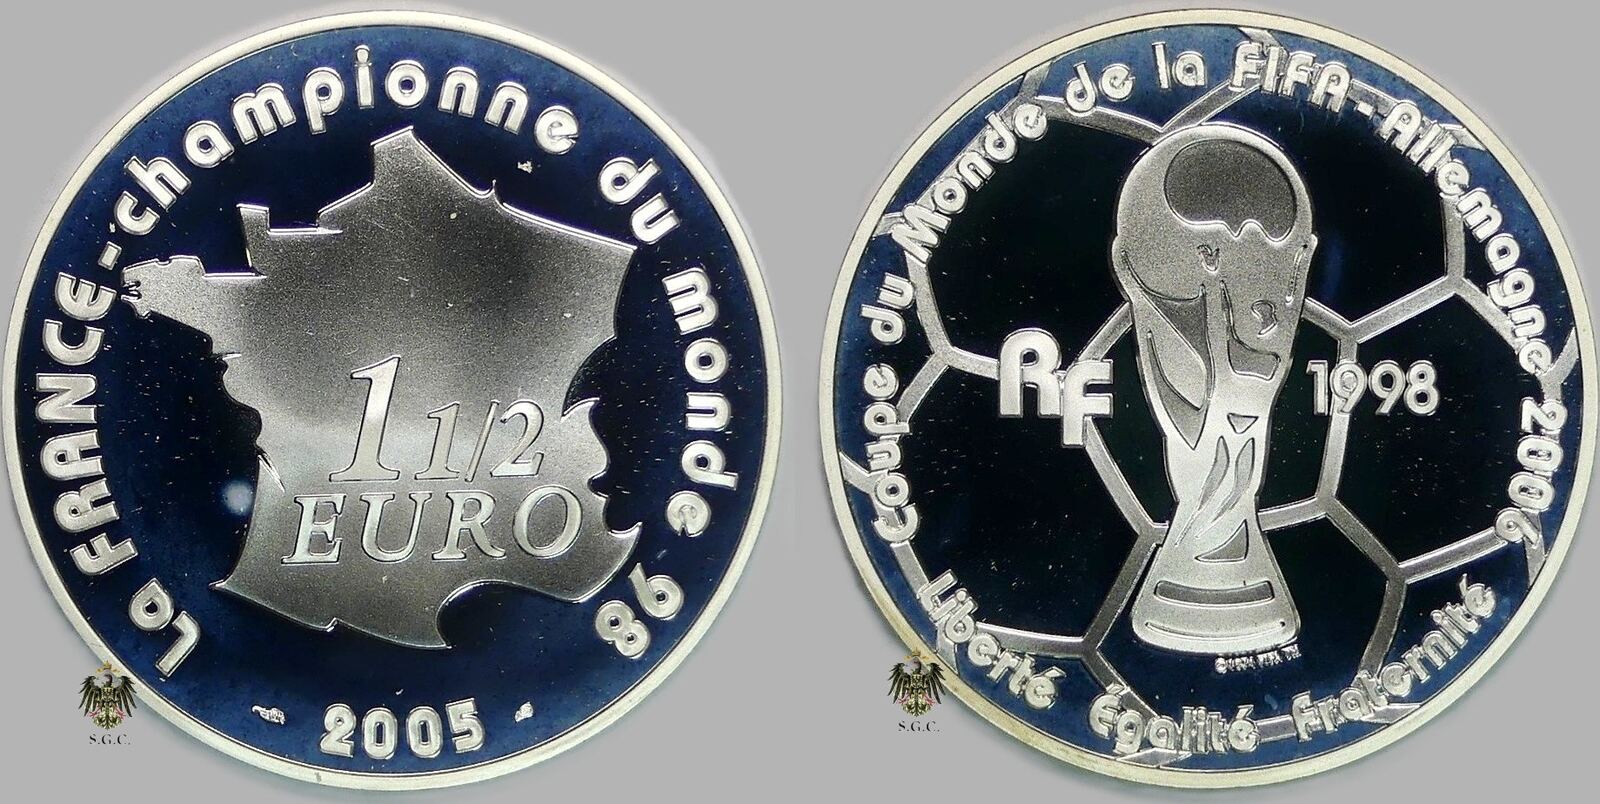 La FRANCE-championne du monde 98
1 1/2
EURO
2005
S.G.C.
Coupe du Monde de la FIFA-Allemagne 2006
RF
1998
Liberté Égalité Fraternité
S.G.C.